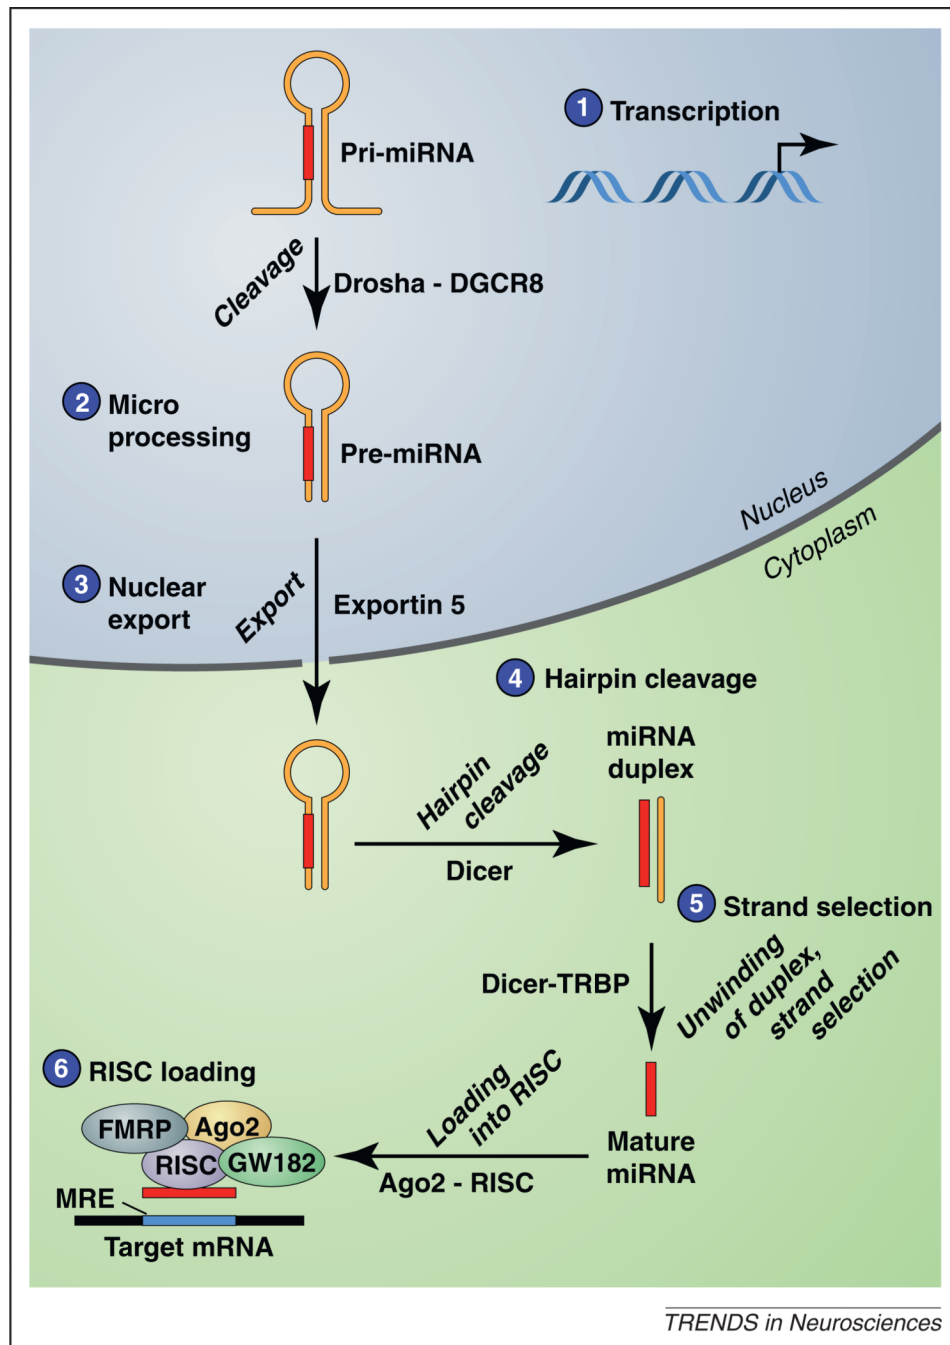 1 Transcription
Pri-miRNA
Cleavage
Drosha - DGCR8
2 Micro
processing
Pre-miRNA
Nucleus
Cytoplasm
3 Nuclear
export
Export
Exportin 5
4 Hairpin cleavage
miRNA
duplex
Hairpin
cleavage
Dicer
5 Strand selection
Dicer-TRBP
Unwinding
of duplex,
strand
selection
6 RISC loading
Loading
into RISC
Ago2 - RISC
Mature
miRNA
FMRP
Ago2
RISC
GW182
MRE
Target mRNA
TRENDS in Neurosciences